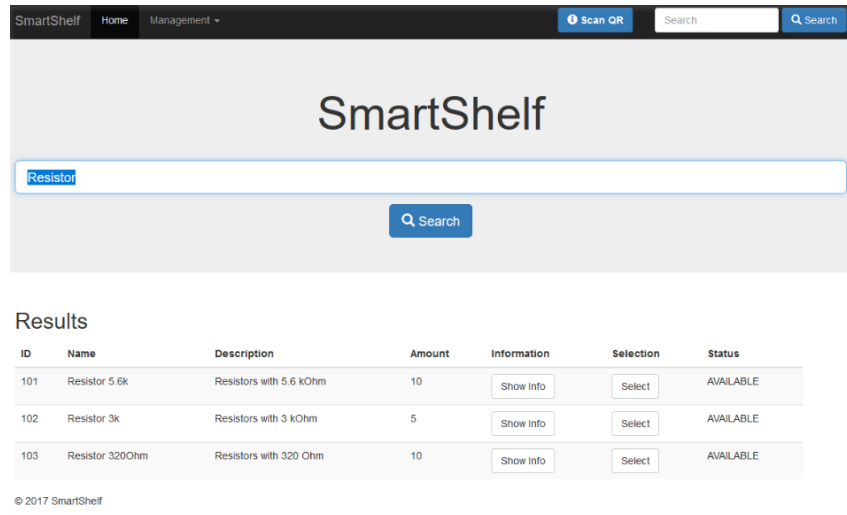 SmartShelf Home Management Scan QR Search Search
SmartShelf
Resistor
Search
Results
ID Name Description Amount Information Selection Status
101 Resistor 5.6k Resistors with 5.6 kOhm 10 Show Info Select AVAILABLE
102 Resistor 3k Resistors with 3 kOhm 5 Show Info Select AVAILABLE
103 Resistor 320Ohm Resistors with 320 Ohm 10 Show Info Select AVAILABLE
© 2017 SmartShelf